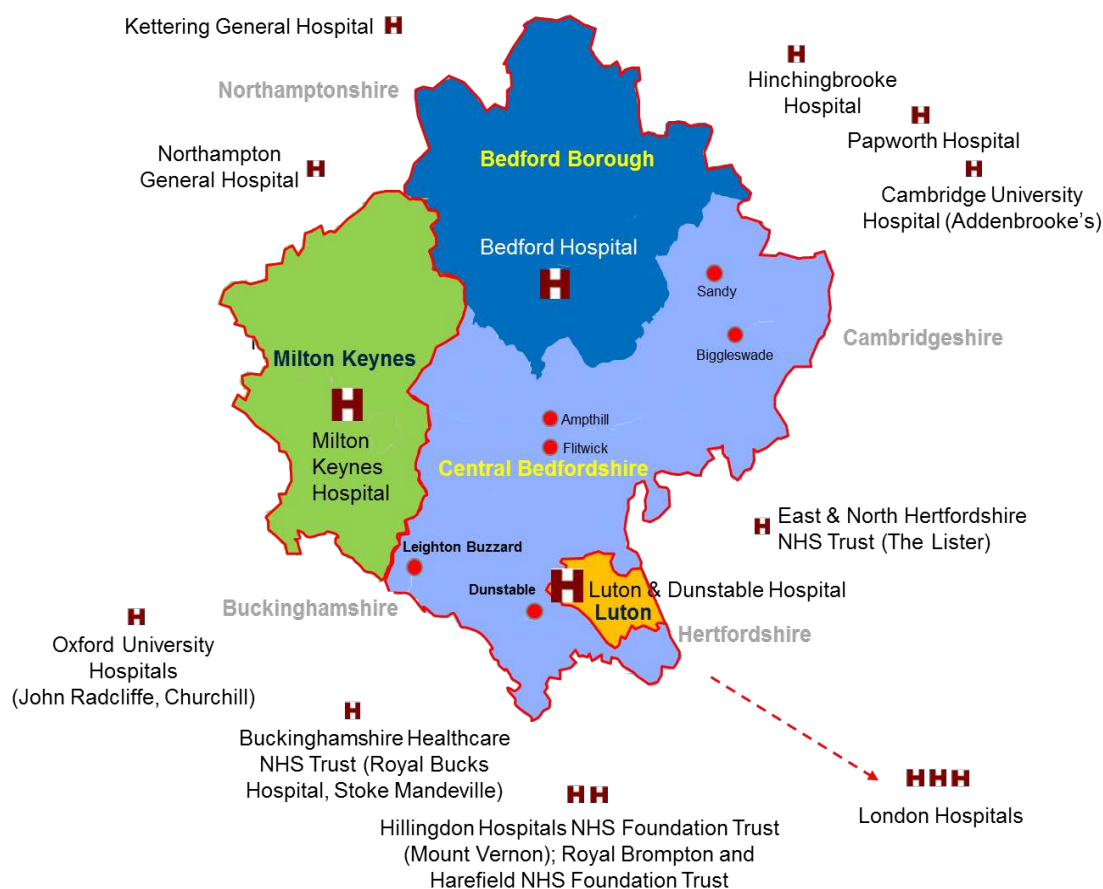 Kettering General Hospital
Northamptonshire
Hinchingbrooke
Hospital
Papworth Hospital
Northampton
General Hospital
Bedford Borough
Cambridge University
Hospital (Addenbrooke’s)
Bedford Hospital
Sandy
Cambridgeshire
Biggleswade
Milton Keynes
Milton
Keynes
Hospital
Ampthill
Flitwick
Central Bedfordshire
East & North Hertfordshire
NHS Trust (The Lister)
Leighton Buzzard
Dunstable
Luton & Dunstable Hospital
Luton
Buckinghamshire
Hertfordshire
Oxford University
Hospitals
(John Radcliffe, Churchill)
Buckinghamshire Healthcare
NHS Trust (Royal Bucks
Hospital, Stoke Mandeville)
London Hospitals
Hillingdon Hospitals NHS Foundation Trust
(Mount Vernon); Royal Brompton and
Harefield NHS Foundation Trust